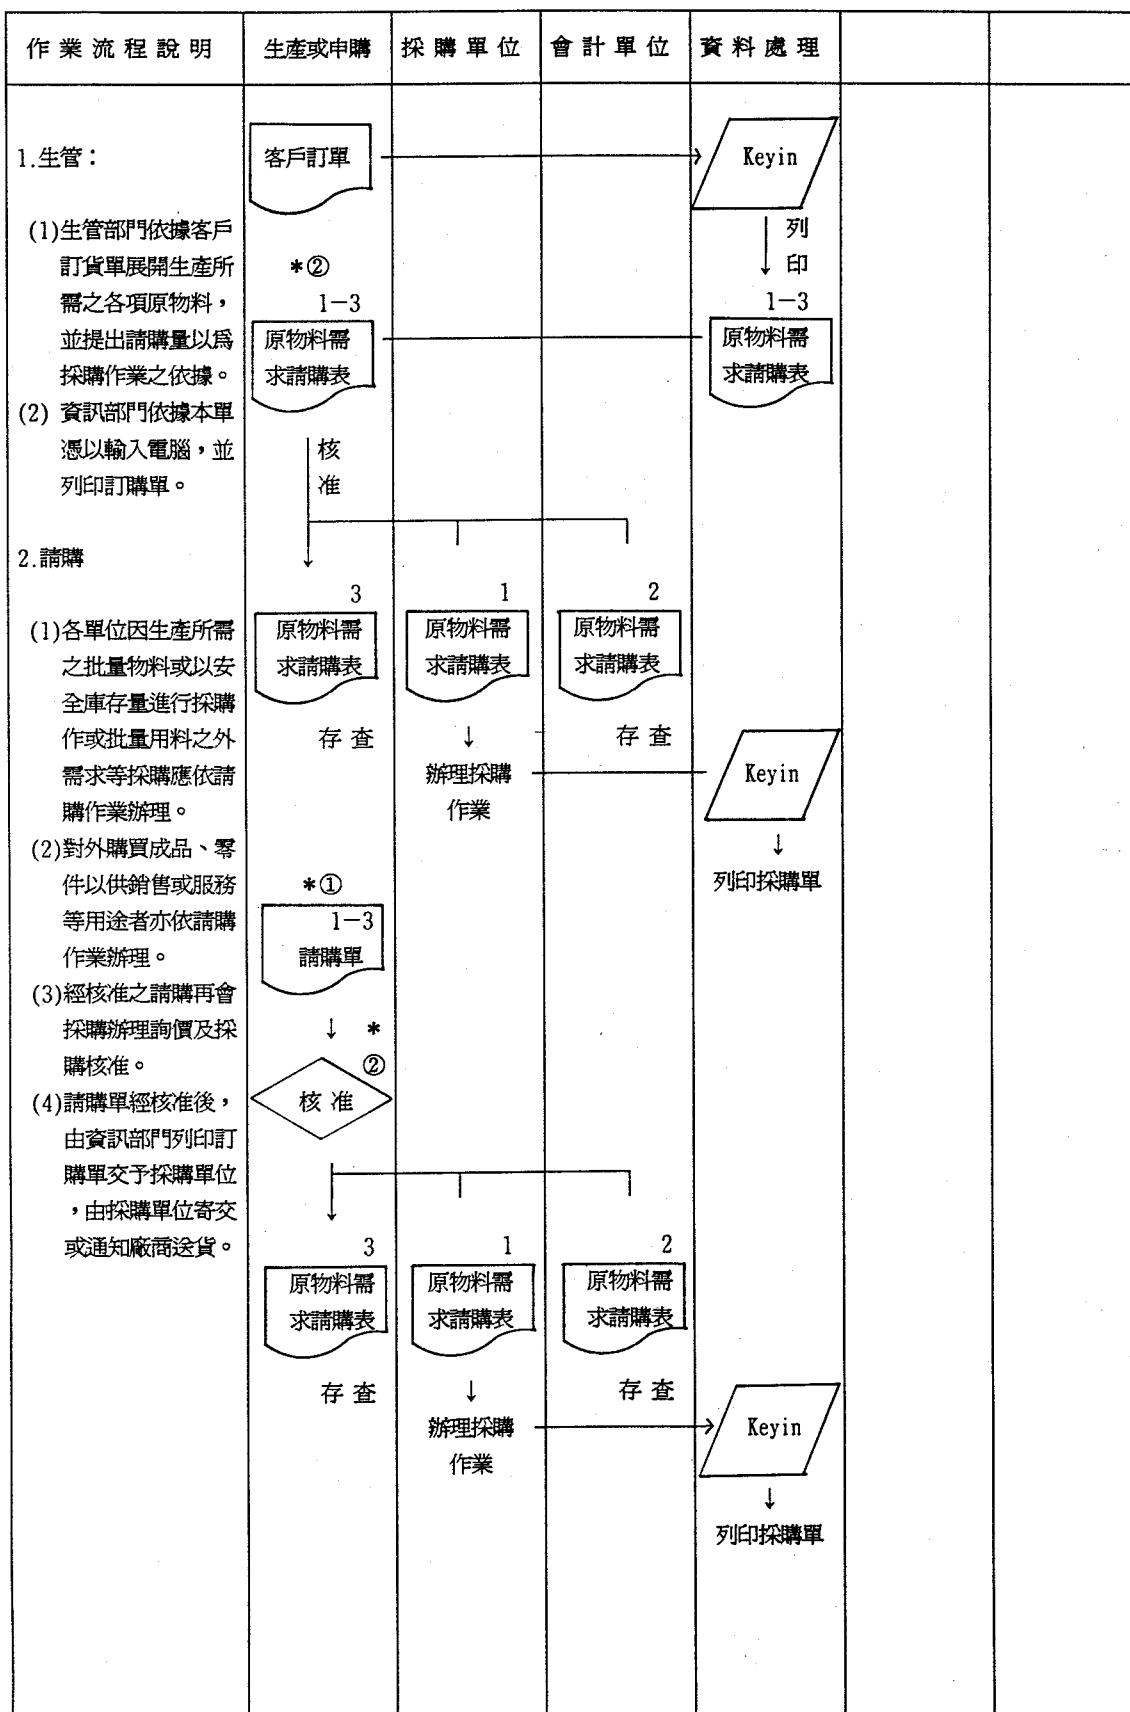 作業流程說明
生產或申購
採購單位
會計單位
資料處理
1.生管：
(1)生管部門依據客戶
訂貨單展開生產所
需之各項原物料，
並提出請購量以爲
採購作業之依據。
(2) 資訊部門依據本單
憑以輸入電腦，並
列印訂購單。
2.請購
(1)各單位因生產所需
之批量物料或以安
全庫存量進行採購
作或批量用料之外
需求等採購應依請
購作業辦理。
(2)對外購買成品、零
件以供銷售或服務
等用途者亦依請購
作業辦理。
(3)經核准之請購再會
採購辦理詢價及採
購核准。
(4)請購單經核准後，
由資訊部門列印訂
購單交予採購單位
，由採購單位寄交
或通知廠商送貨。
客戶訂單
Keyin
列
印
*②
1－3
原物料需
求請購表
1－3
原物料需
求請購表
核
准
3
原物料需
求請購表
存查
1
原物料需
求請購表
↓
辦理採購
作業
2
原物料需
求請購表
存查
Keyin
↓
列印採購單
*①
1－3
請購單
↓ *
②
核准
3
原物料需
求請購表
存查
1
原物料需
求請購表
↓
辦理採購
作業
2
原物料需
求請購表
存查
Keyin
↓
列印採購單